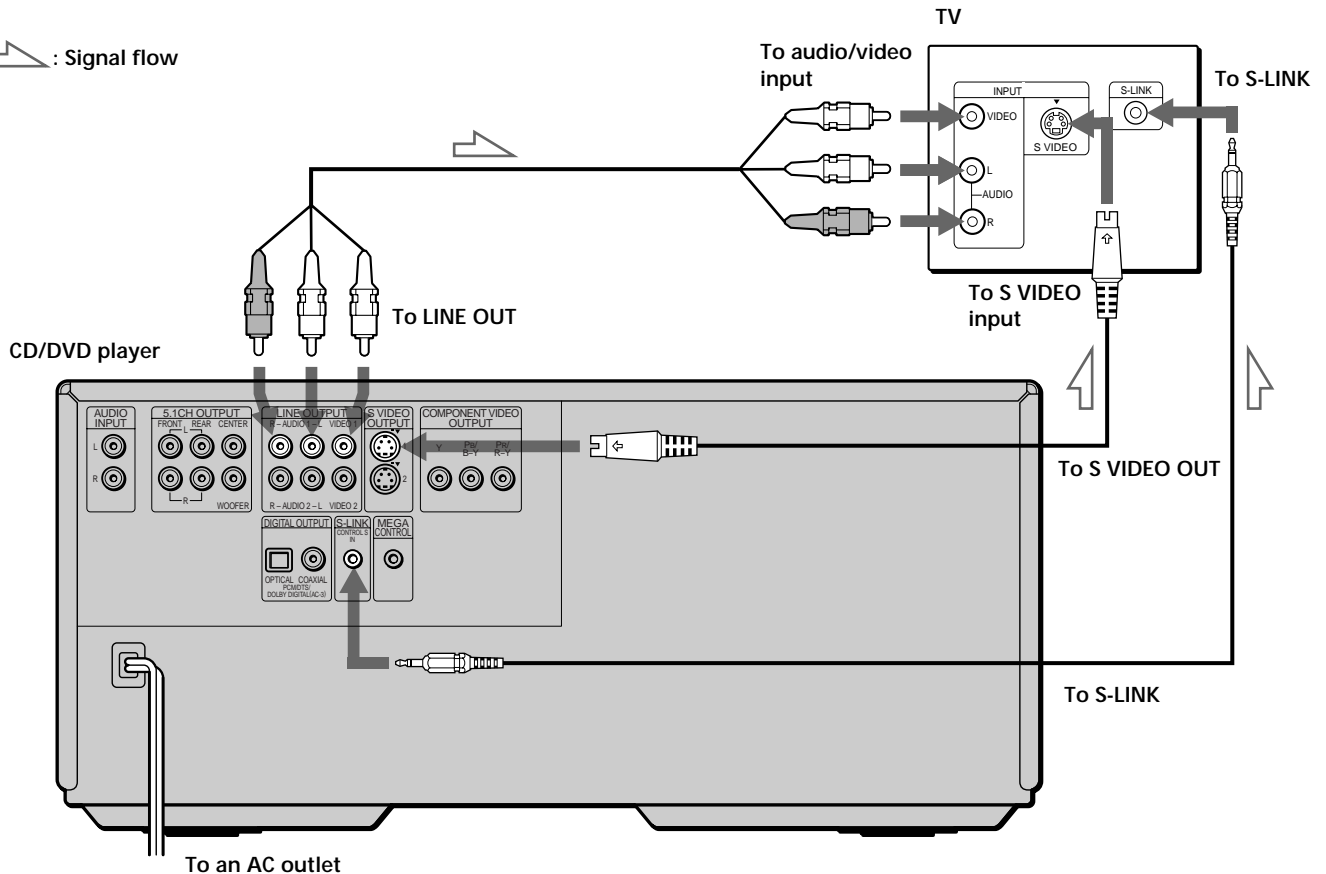 TV
: Signal flow
To audio/video
input
To S-LINK
INPUT
S-LINK
VIDEO
S VIDEO
L
AUDIO
R
To S VIDEO
input
To LINE OUT
CD/DVD player
AUDIO
INPUT
L
R
5.1CH OUTPUT
FRONT REAR CENTER
L
R
WOOFER
LINE OUTPUT
R – AUDIO 1 – L VIDEO 1
R – AUDIO 2 – L VIDEO 2
S VIDEO
OUTPUT
2
COMPONENT VIDEO
OUTPUT
Y PB/ PR/
B–Y R–Y
To S VIDEO OUT
DIGITAL OUTPUT
OPTICAL COAXIAL
PCM/DTS/
DOLBY DIGITAL(AC-3)
S-LINK
CONTROL S
IN
MEGA
CONTROL
To S-LINK
To an AC outlet